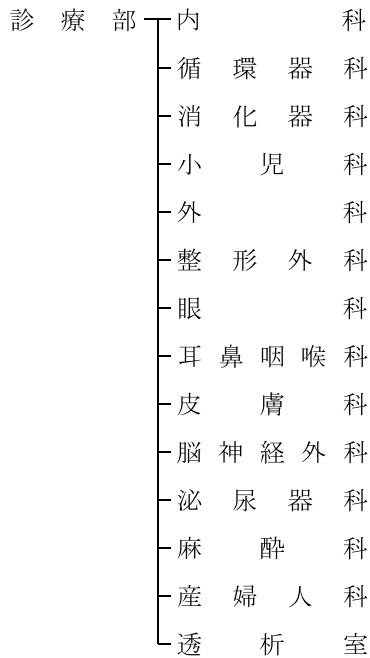 診療部 内科
循環器科
消化器科
小児科
外科
整形外科
眼科
耳鼻咽喉科
皮膚科
脳神経外科
泌尿器科
麻酔科
産婦人科
透析室